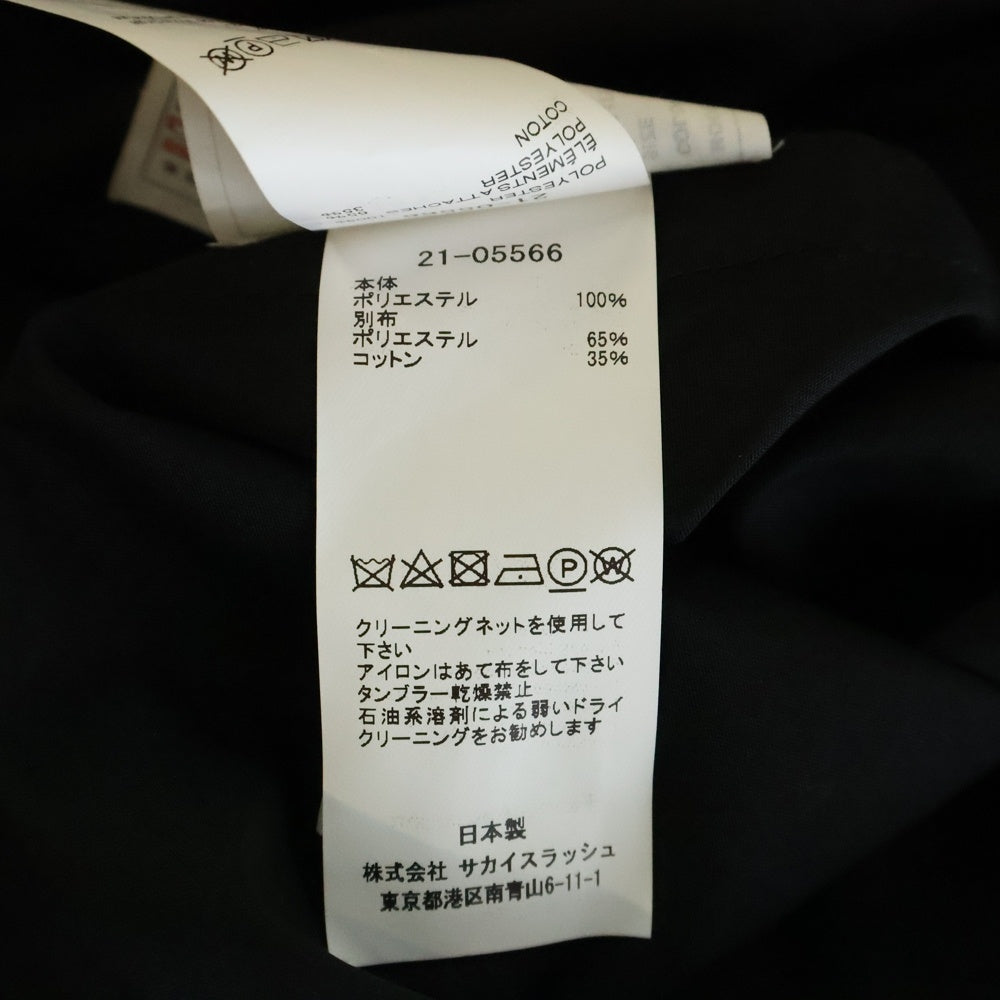 COTON
POLYESTER
ÉLÉMENTS ATTACHES
POLYESTER
21-05566
本体
ポリエステル 100%
別布
ポリエステル 65%
コットン 35%
P W
クリーニングネットを使用して
下さい
アイロンはあて布をして下さい
タンブラー乾燥禁止
石油系溶剤による弱いドライ
クリーニングをお勧めします
日本製
株式会社 サカイスラッシュ
東京都港区南青山6-11-1